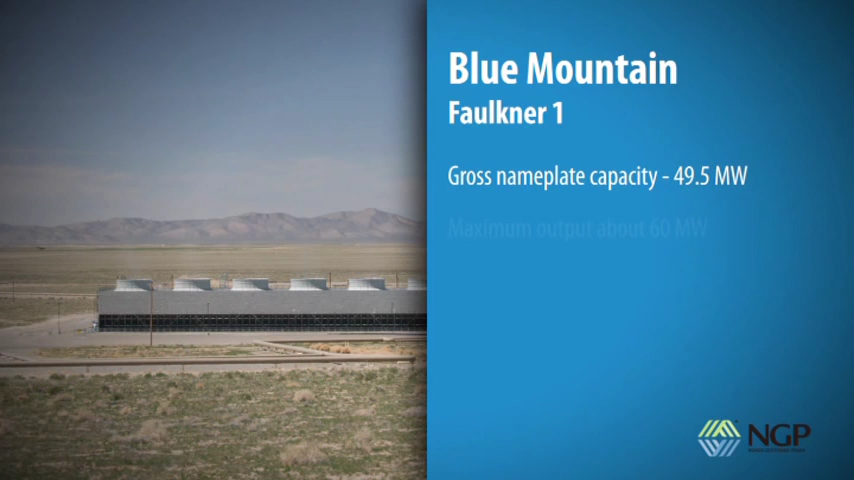 Blue Mountain
Faulkner 1
Gross nameplate capacity - 49.5 MW
Maximum output about 60 MW
NGP